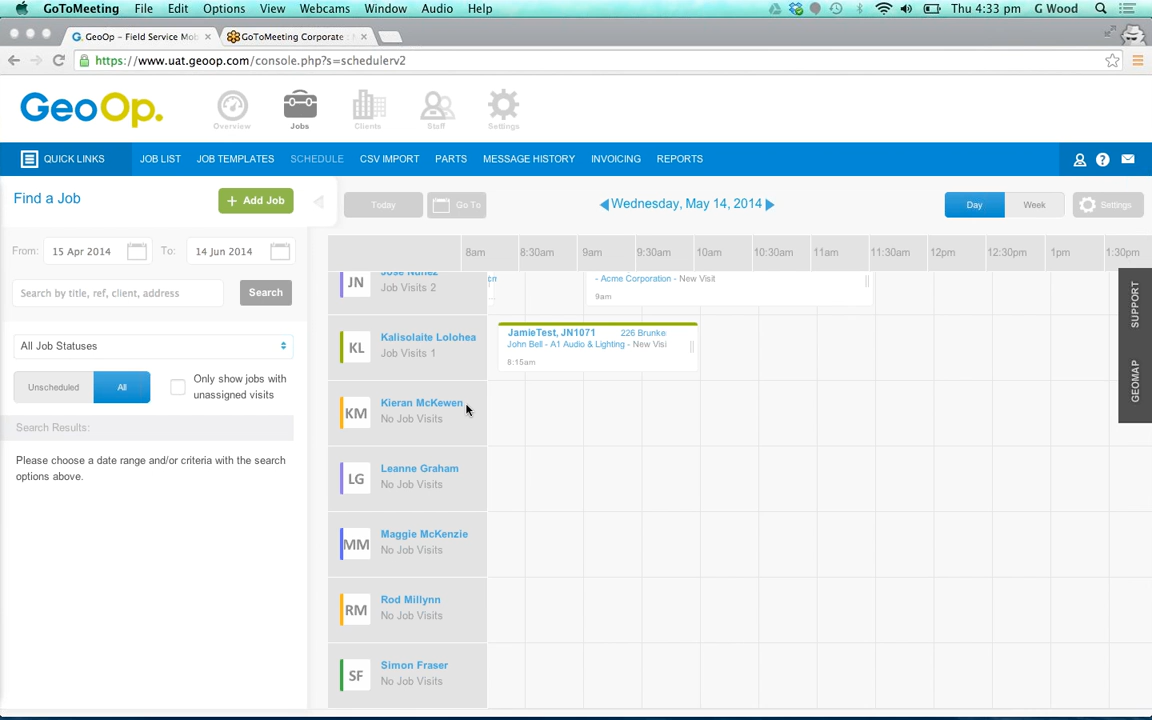 GoToMeeting File Edit Options View Webcams Window Audio Help Thu 4:33 pm G Wood
GeoOp – Field Service Mob GoToMeeting Corporate :
https://www.uat.geoop.com/console.php?s=schedulerv2
GeoOp.
Overview Jobs Clients Staff Settings
QUICK LINKS JOB LIST JOB TEMPLATES SCHEDULE CSV IMPORT PARTS MESSAGE HISTORY INVOICING REPORTS
Find a Job + Add Job Today Go To Wednesday, May 14, 2014 Day Week Settings
From: 15 Apr 2014 To: 14 Jun 2014
8am 8:30am 9am 9:30am 10am 10:30am 11am 11:30am 12pm 12:30pm 1pm 1:30pm
Search by title, ref, client, address Search
All Job Statuses
Unscheduled All Only show jobs with
unassigned visits
Search Results:
Please choose a date range and/or criteria with the search
options above.
JN Jose Nunez
Job Visits 2
- Acme Corporation - New Visit
9am
KL Kalisolaite Lolohea
Job Visits 1
JamieTest, JN1071 226 Brunke
John Bell - A1 Audio & Lighting - New Visi
8:15am
KM Kieran McKewen
No Job Visits
LG Leanne Graham
No Job Visits
MM Maggie McKenzie
No Job Visits
RM Rod Millynn
No Job Visits
SF Simon Fraser
No Job Visits
SUPPORT
GEOMAP